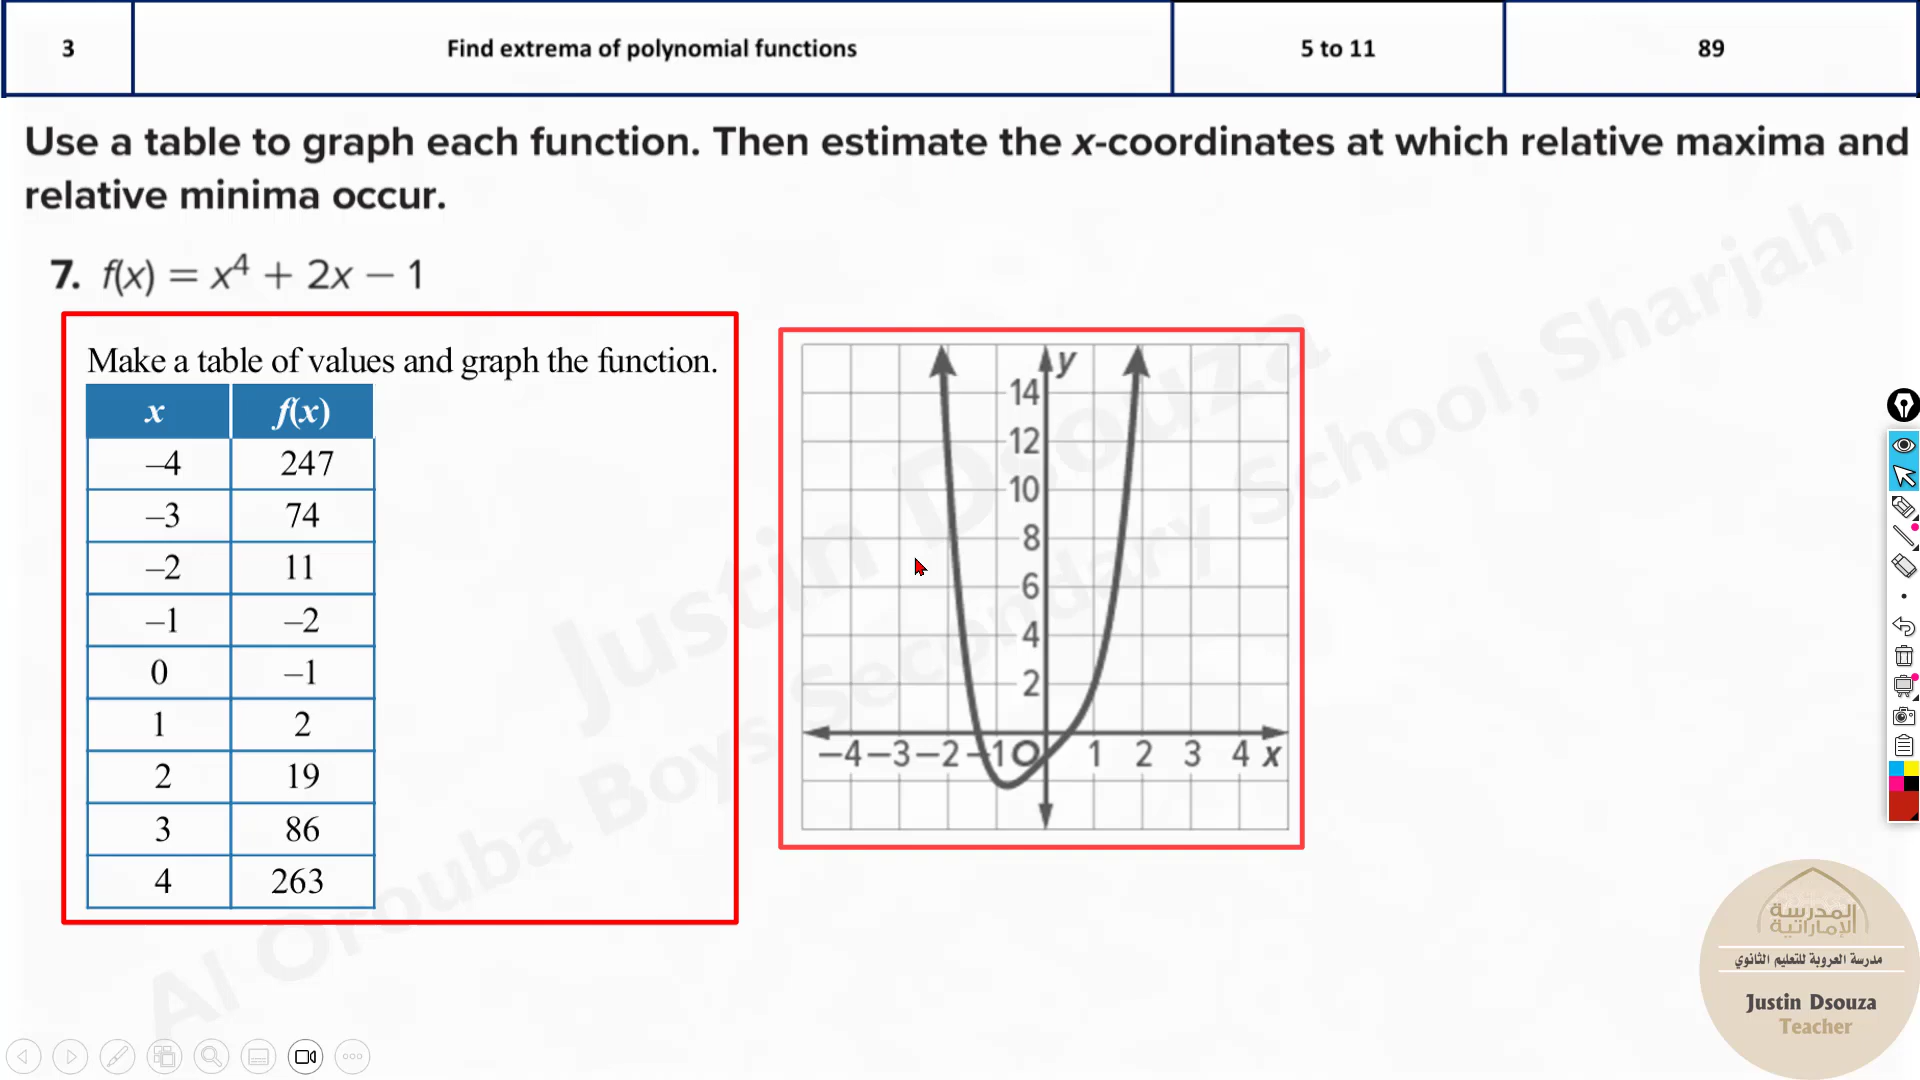 3 Find extrema of polynomial functions 5 to 11 89
Use a table to graph each function. Then estimate the x-coordinates at which relative maxima and
relative minima occur.
7. f(x) = x⁴ + 2x − 1
Make a table of values and graph the function.
x f(x)
–4 247
–3 74
–2 11
–1 –2
0 –1
1 2
2 19
3 86
4 263
y
14
12
10
8
6
4
2
−4 −3 −2 −1 O 1 2 3 4 x
Justin Dsouza
Al Orouba Boys Secondary School, Sharjah
المدرسة
الإماراتية
مدرسة العروبة للتعليم الثانوي
Justin Dsouza
Teacher